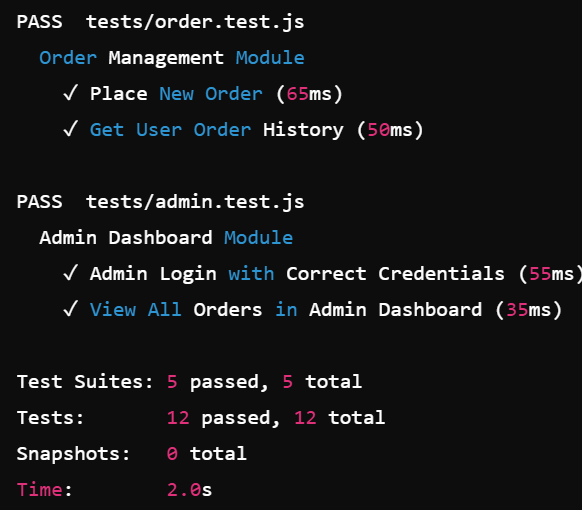 PASS  tests/order.test.js
  Order Management Module
    ✓ Place New Order (65ms)
    ✓ Get User Order History (50ms)

PASS  tests/admin.test.js
  Admin Dashboard Module
    ✓ Admin Login with Correct Credentials (55ms)
    ✓ View All Orders in Admin Dashboard (35ms)

Test Suites: 5 passed, 5 total
Tests:       12 passed, 12 total
Snapshots:   0 total
Time:        2.0s